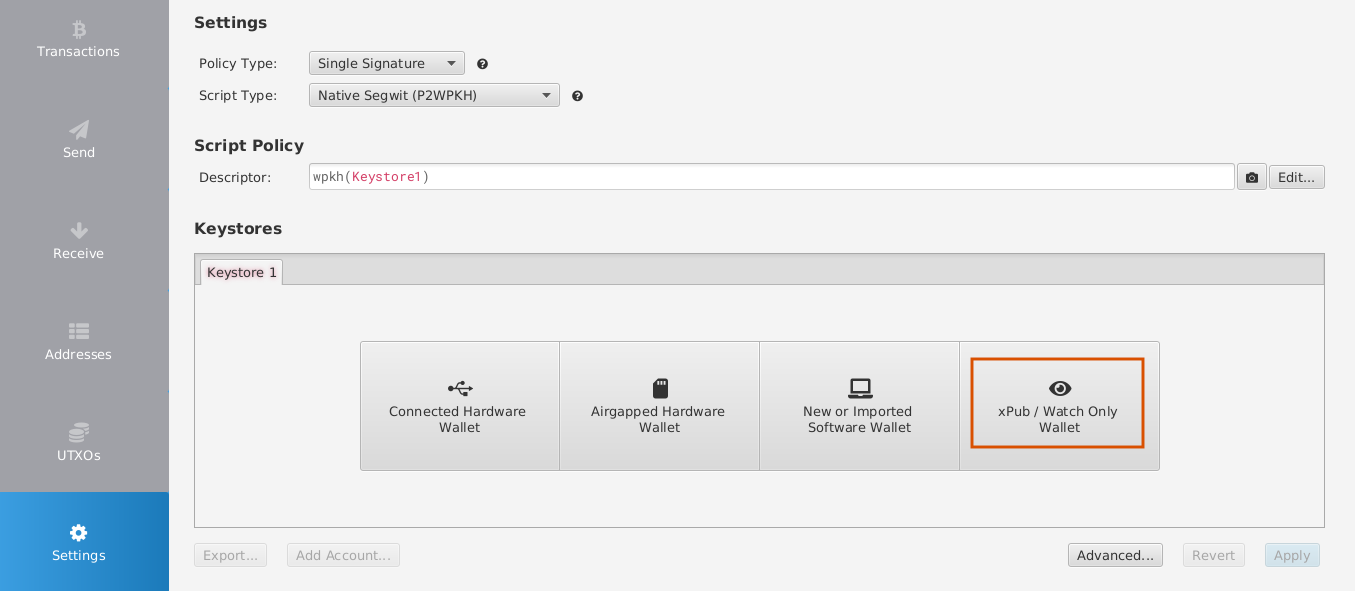 Transactions
Send
Receive
Addresses
UTXOs
Settings
Settings
Policy Type:
Single Signature
Script Type:
Native Segwit (P2WPKH)
Script Policy
Descriptor:
wpkh(Keystore1)
Edit...
Keystores
Keystore 1
Connected Hardware
Wallet
Airgapped Hardware
Wallet
New or Imported
Software Wallet
xPub / Watch Only
Wallet
Export...
Add Account...
Advanced...
Revert
Apply